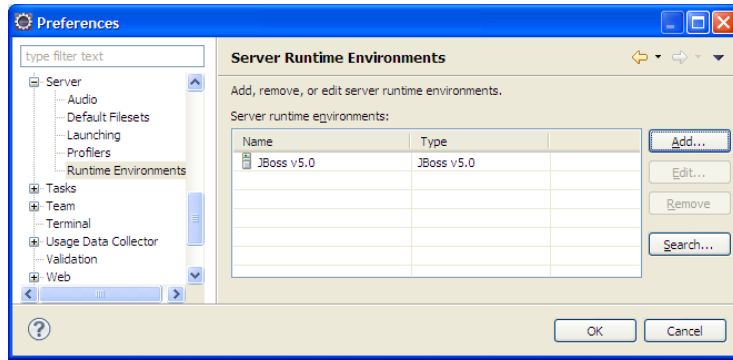 Preferences
type filter text
Server
Audio
Default Filesets
Launching
Profilers
Runtime Environments
Tasks
Team
Terminal
Usage Data Collector
Validation
Web
Server Runtime Environments
Add, remove, or edit server runtime environments.
Server runtime environments:
Name Type
JBoss v5.0 JBoss v5.0
Add...
Edit...
Remove
Search...
?
OK Cancel